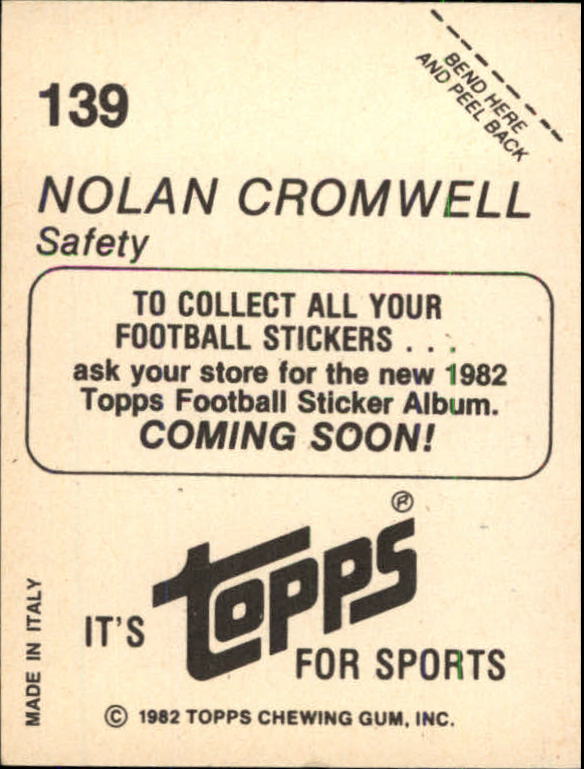 BEND HERE
AND PEEL BACK
139
NOLAN CROMWELL
Safety
TO COLLECT ALL YOUR
FOOTBALL STICKERS . . .
ask your store for the new 1982
Topps Football Sticker Album.
COMING SOON!
IT'S topps ®
FOR SPORTS
MADE IN ITALY
© 1982 TOPPS CHEWING GUM, INC.